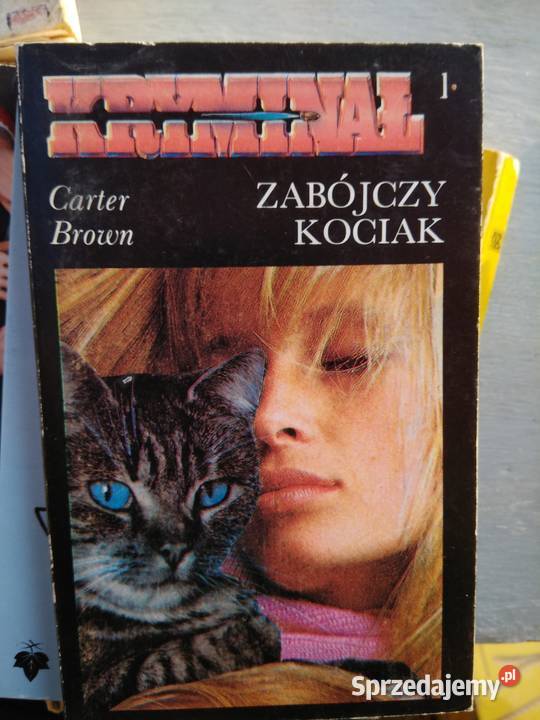 KRYMINAŁ
1
Carter
Brown
ZABÓJCZY
KOCIAK
Sprzedajemy.pl